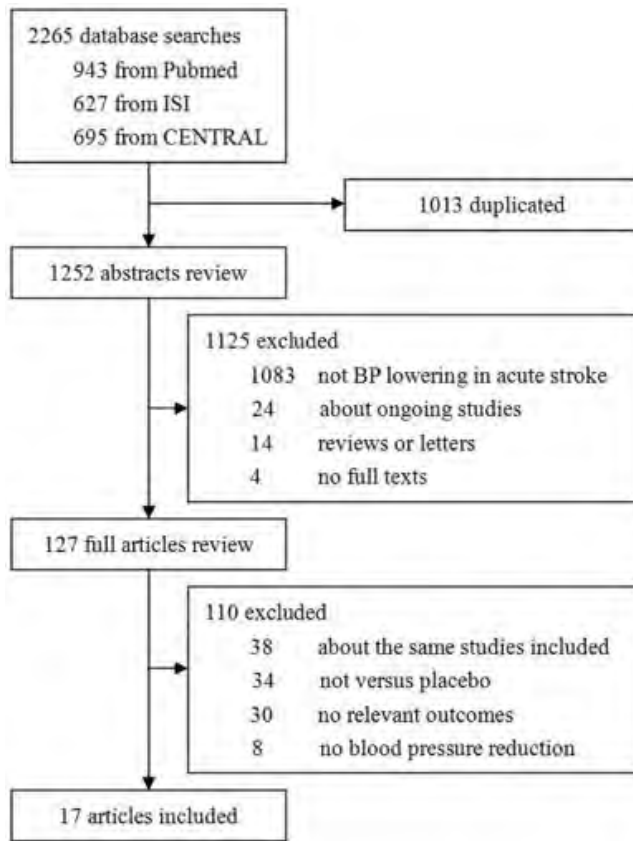 2265 database searches
943 from Pubmed
627 from ISI
695 from CENTRAL
1013 duplicated
1252 abstracts review
1125 excluded
1083 not BP lowering in acute stroke
24 about ongoing studies
14 reviews or letters
4 no full texts
127 full articles review
110 excluded
38 about the same studies included
34 not versus placebo
30 no relevant outcomes
8 no blood pressure reduction
17 articles included